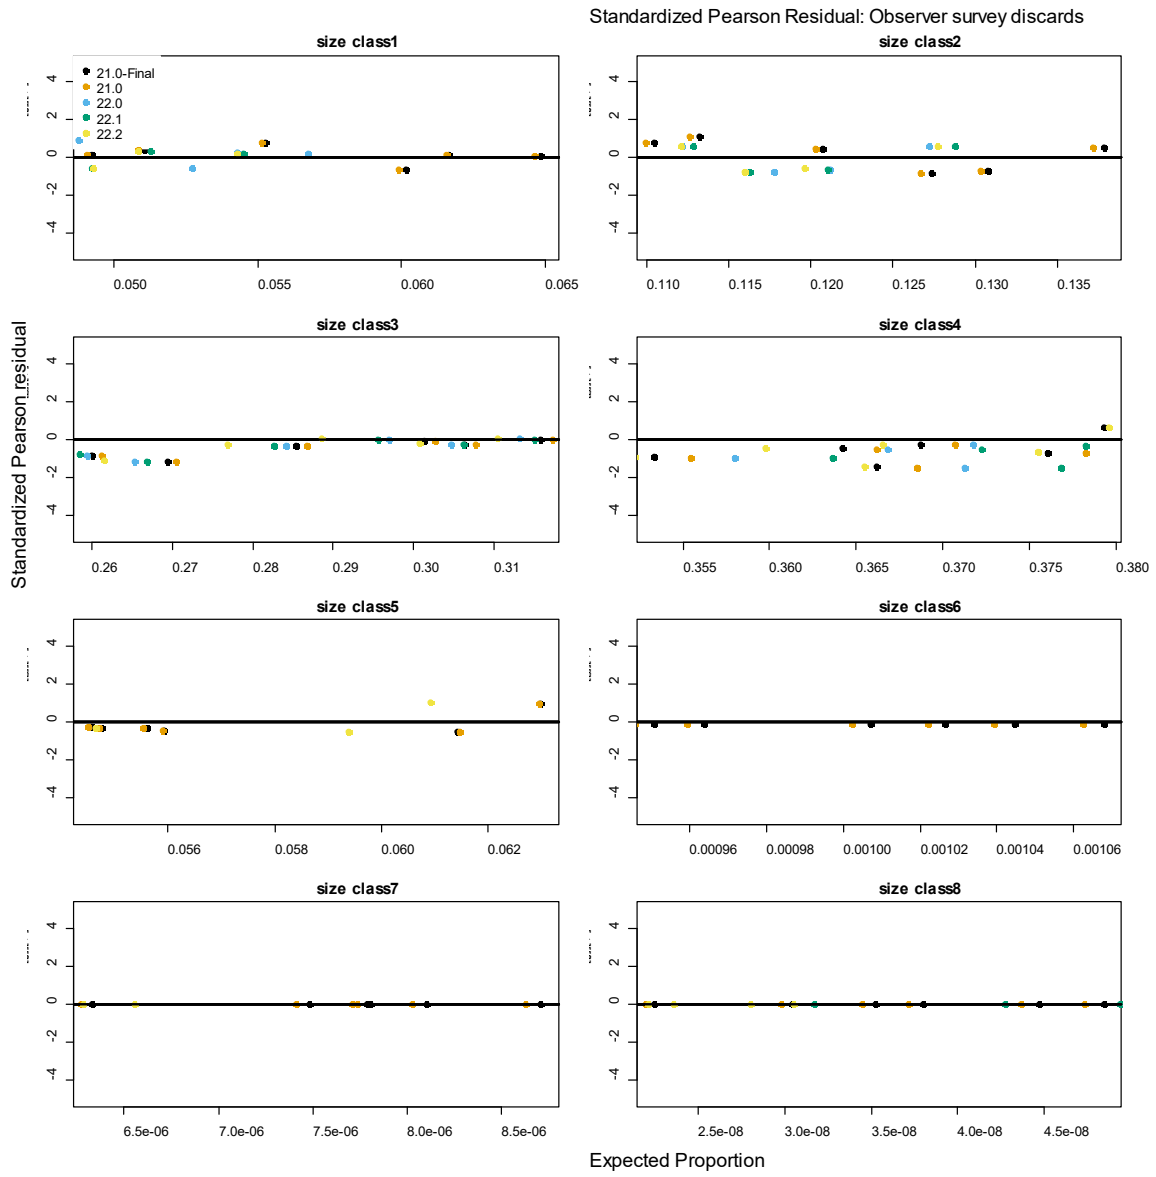 Standardized Pearson Residual: Observer survey discards
size class1
size class2
21.0-Final
21.0
22.0
22.1
22.2
4
2
0
-2
-4
0.050 0.055 0.060 0.065
4
2
0
-2
-4
0.110 0.115 0.120 0.125 0.130 0.135
size class3
size class4
4
2
0
-2
-4
0.26 0.27 0.28 0.29 0.30 0.31
4
2
0
-2
-4
0.355 0.360 0.365 0.370 0.375 0.380
Standardized Pearson residual
size class5
size class6
4
2
0
-2
-4
0.056 0.058 0.060 0.062
4
2
0
-2
-4
0.00096 0.00098 0.00100 0.00102 0.00104 0.00106
size class7
size class8
4
2
0
-2
-4
6.5e-06 7.0e-06 7.5e-06 8.0e-06 8.5e-06
4
2
0
-2
-4
2.5e-08 3.0e-08 3.5e-08 4.0e-08 4.5e-08
Expected Proportion